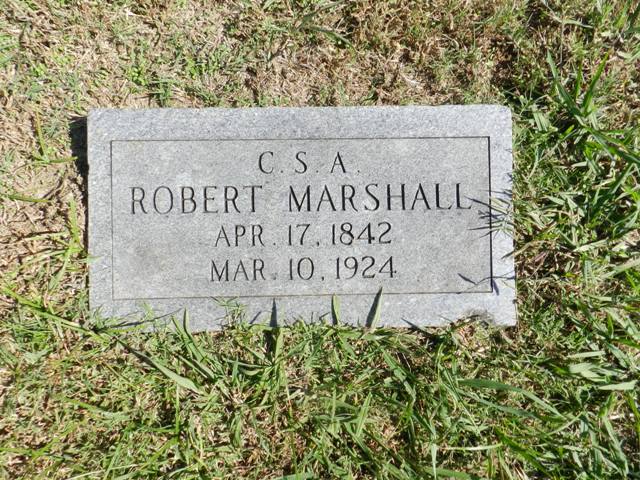 C.S.A.
ROBERT MARSHALL
APR. 17, 1842
MAR. 10, 1924